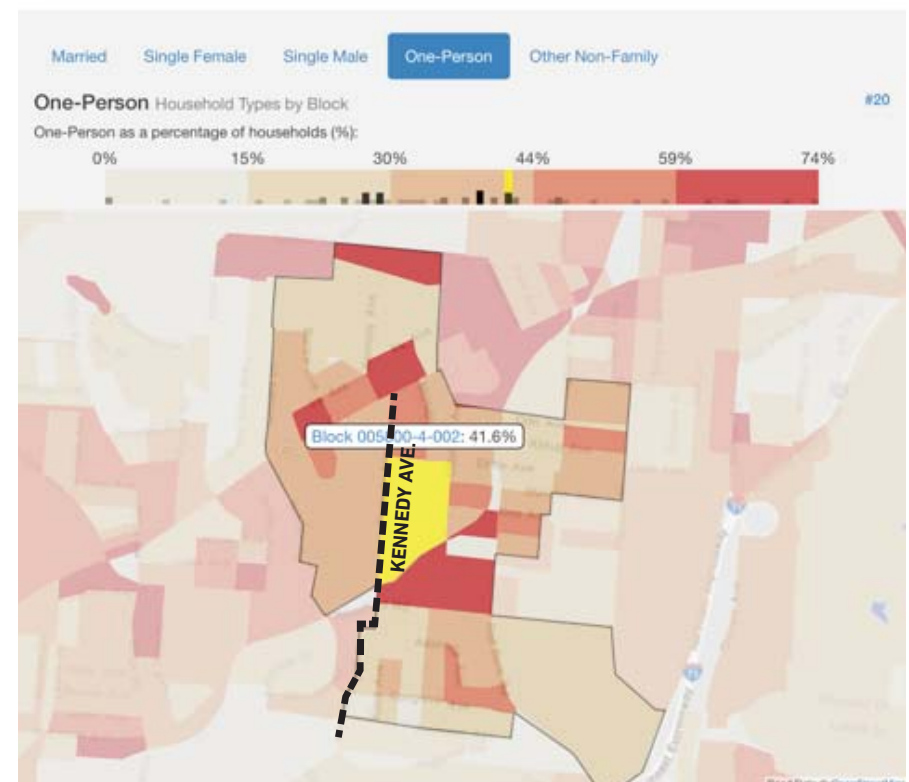 Married Single Female Single Male One-Person Other Non-Family
One-Person Household Types by Block #20
One-Person as a percentage of households (%):
0% 15% 30% 44% 59% 74%
Block 005 00-4-002: 41.6%
KENNEDY AVE.